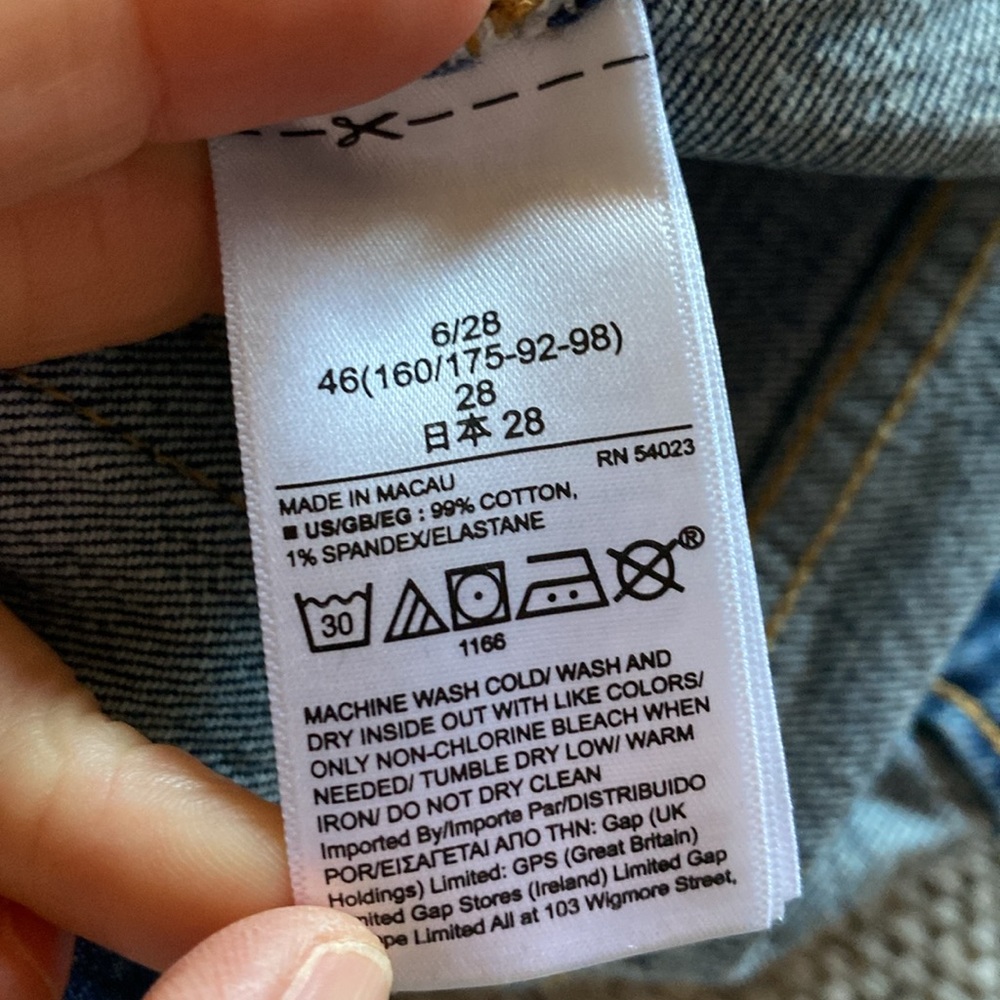 6/28
46(160/175-92-98)
28
日本 28
RN 54023
MADE IN MACAU
■ US/GB/EG : 99% COTTON,
1% SPANDEX/ELASTANE
30
®
1166
MACHINE WASH COLD/ WASH AND
DRY INSIDE OUT WITH LIKE COLORS/
ONLY NON-CHLORINE BLEACH WHEN
NEEDED/ TUMBLE DRY LOW/ WARM
IRON/ DO NOT DRY CLEAN
Imported By/Importe Par/DISTRIBUIDO
POR/ΕΙΣΑΓΕΤΑΙ ΑΠΟ ΤΗΝ: Gap (UK
Holdings) Limited: GPS (Great Britain)
Gap Stores (Ireland) Limited Gap
Limited All at 103 Wigmore Street,